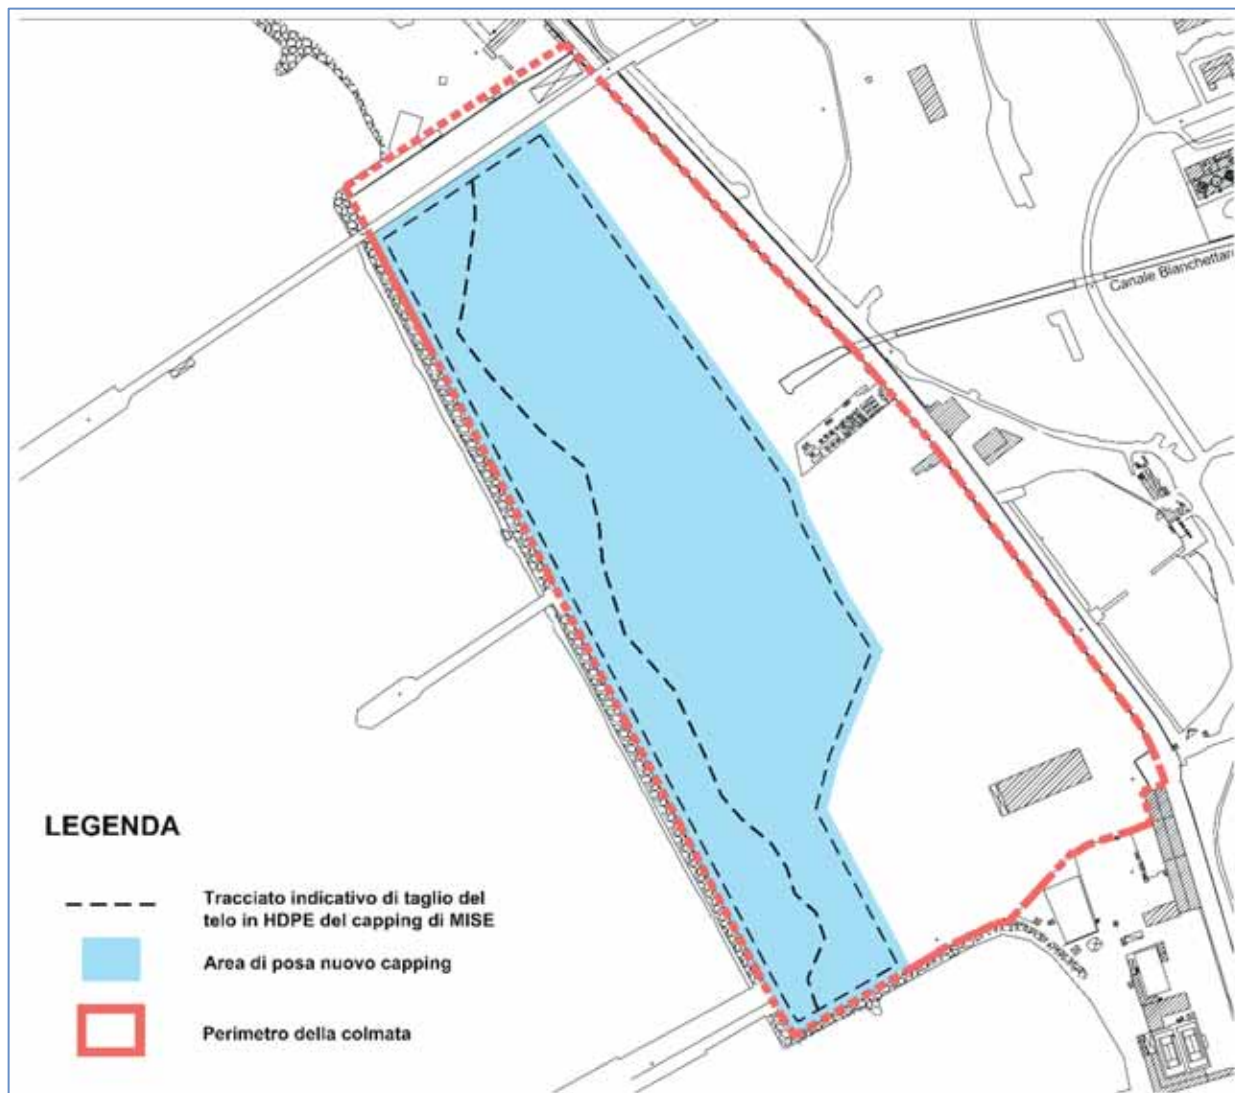 Canale Bianchettari
LEGENDA
Tracciato indicativo di taglio del
telo in HDPE del capping di MISE
Area di posa nuovo capping
Perimetro della colmata